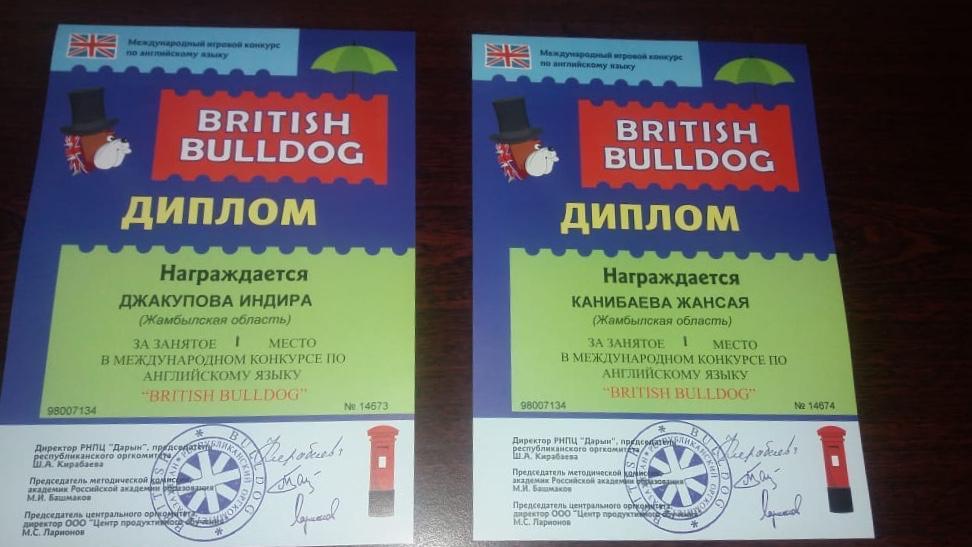 Международный игровой конкурс
по английскому языку
BRITISH
BULLDOG
ДИПЛОМ
Награждается
ДЖАКУПОВА ИНДИРА
(Жамбылская область)
ЗА ЗАНЯТОЕ I МЕСТО
В МЕЖДУНАРОДНОМ КОНКУРСЕ ПО
АНГЛИЙСКОМУ ЯЗЫКУ
"BRITISH BULLDOG"
98007134 № 14673
Директор РНПЦ "Дарын", председатель
республиканского оргкомитета
Ш.А. Кирабаева
Председатель методической комиссии,
академик Российской академии образования
М.И. Башмаков
Председатель центрального оргкомитета,
директор ООО "Центр продуктивного обучения"
М.С. Ларионов
BRITISH BULLDOG
Международный игровой конкурс
по английскому языку
BRITISH
BULLDOG
ДИПЛОМ
Награждается
КАНИБАЕВА ЖАНСАЯ
(Жамбылская область)
ЗА ЗАНЯТОЕ I МЕСТО
В МЕЖДУНАРОДНОМ КОНКУРСЕ ПО
АНГЛИЙСКОМУ ЯЗЫКУ
"BRITISH BULLDOG"
98007134 № 14674
Директор РНПЦ "Дарын", председатель
республиканского оргкомитета
Ш.А. Кирабаева
Председатель методической комиссии,
академик Российской академии образования
М.И. Башмаков
Председатель центрального оргкомитета,
директор ООО "Центр продуктивного обучения"
М.С. Ларионов
BRITISH BULLDOG